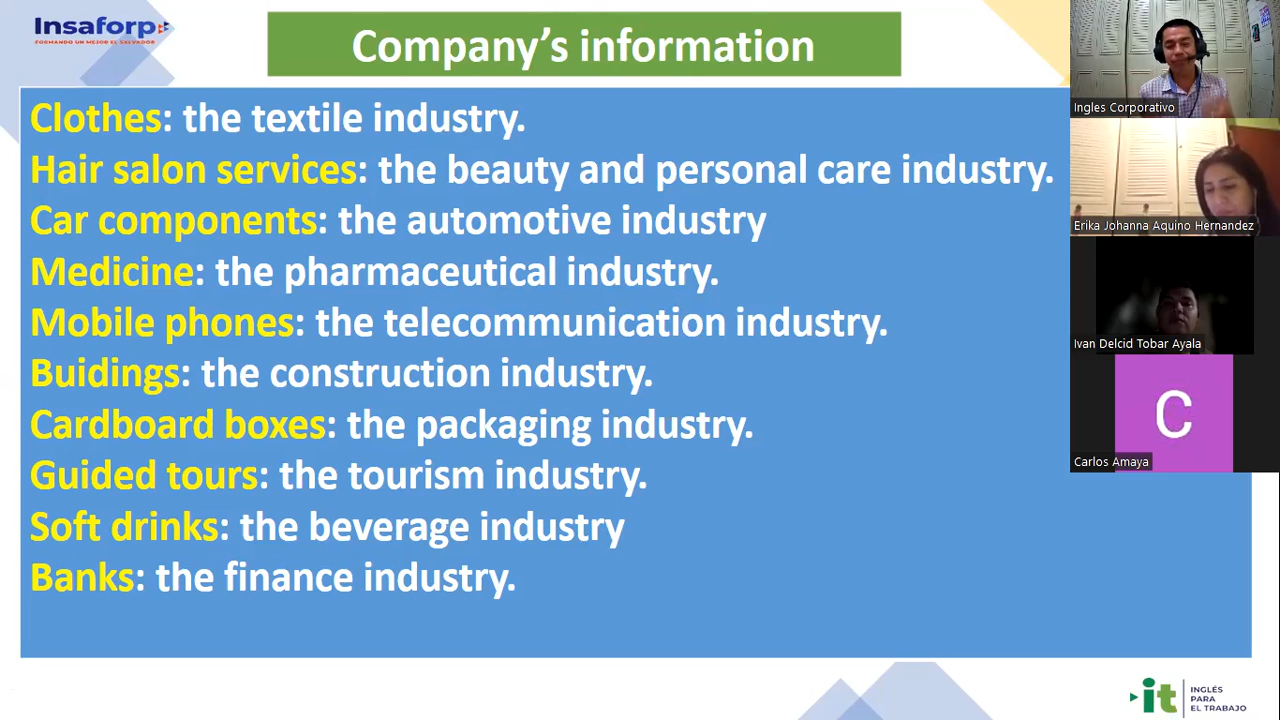 Insaforp
FORMANDO UN MEJOR EL SALVADOR
Company's information
Clothes: the textile industry.
Hair salon services: the beauty and personal care industry.
Car components: the automotive industry
Medicine: the pharmaceutical industry.
Mobile phones: the telecommunication industry.
Buidings: the construction industry.
Cardboard boxes: the packaging industry.
Guided tours: the tourism industry.
Soft drinks: the beverage industry
Banks: the finance industry.
Ingles Corporativo
Erika Johanna Aquino Hernandez
Ivan Delcid Tobar Ayala
C
Carlos Amaya
it
INGLÉS
PARA
EL TRABAJO